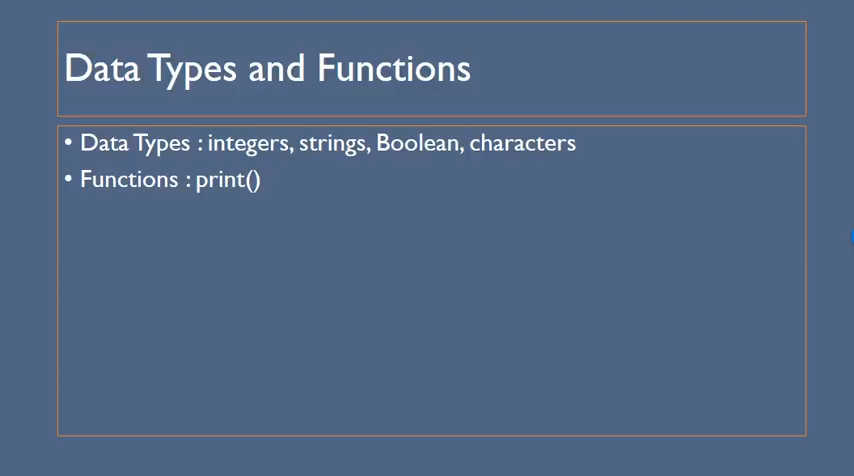 Data Types and Functions
• Data Types : integers, strings, Boolean, characters
• Functions : print()